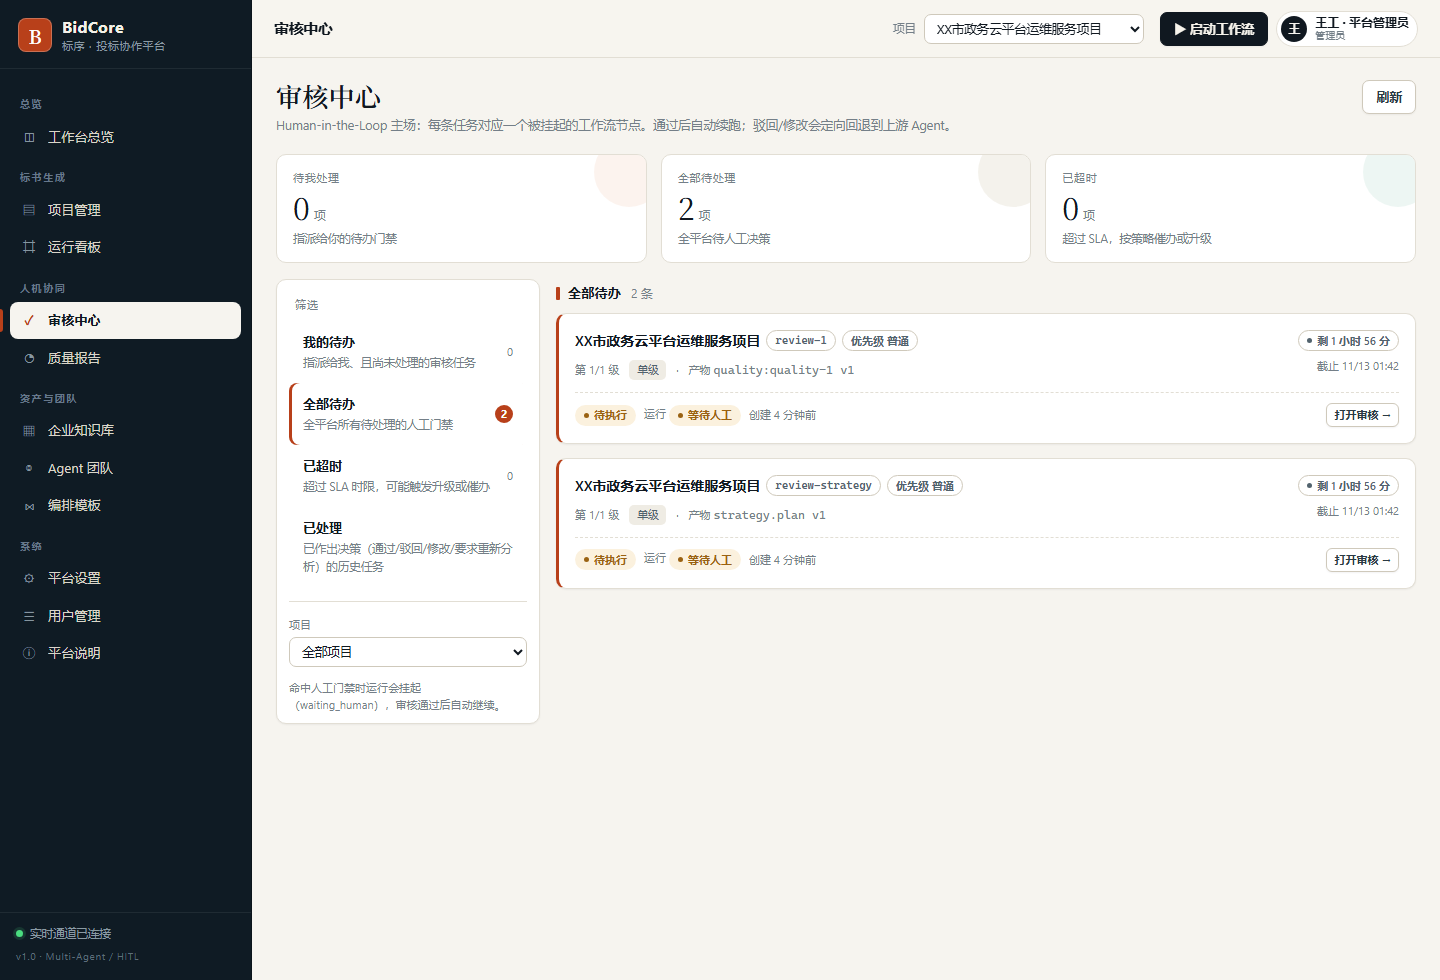 B
BidCore
标序 · 投标协作平台
总览
工作台总览
标书生成
项目管理
运行看板
人机协同
审核中心
质量报告
资产与团队
企业知识库
Agent 团队
编排模板
系统
平台设置
用户管理
平台说明
实时通道已连接
v1.0 · Multi-Agent / HITL
审核中心
项目
XX市政务云平台运维服务项目
▶ 启动工作流
王
王工 · 平台管理员
管理员
审核中心
Human-in-the-Loop 主场：每条任务对应一个被挂起的工作流节点。通过后自动续跑；驳回/修改会定向回退到上游 Agent。
刷新
待我处理
0 项
指派给你的待办门禁
全部待处理
2 项
全平台待人工决策
已超时
0 项
超过 SLA，按策略催办或升级
筛选
我的待办
指派给我、且尚未处理的审核任务
0
全部待办
全平台所有待处理的人工门禁
2
已超时
超过 SLA 时限，可能触发升级或催办
0
已处理
已作出决策（通过/驳回/修改/要求重新分
析）的历史任务
项目
全部项目
命中人工门禁时运行会挂起
（waiting_human），审核通过后自动继续。
全部待办 2 条
XX市政务云平台运维服务项目 review-1 优先级 普通
剩 1 小时 56 分
第 1/1 级 单级 · 产物 quality:quality-1 v1
截止 11/13 01:42
待执行 运行 等待人工 创建 4 分钟前
打开审核 →
XX市政务云平台运维服务项目 review-strategy 优先级 普通
剩 1 小时 56 分
第 1/1 级 单级 · 产物 strategy.plan v1
截止 11/13 01:42
待执行 运行 等待人工 创建 4 分钟前
打开审核 →